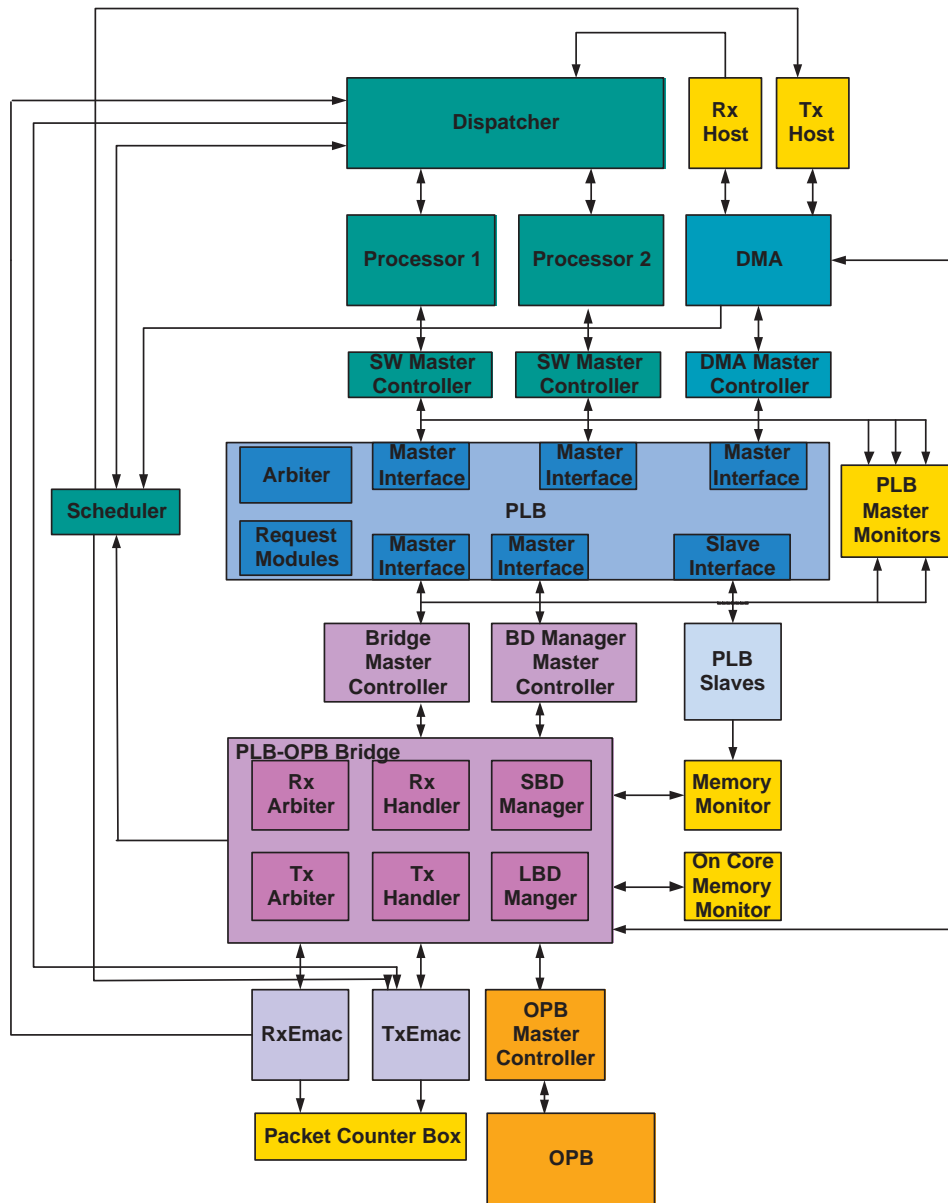 Dispatcher
Rx
Host
Tx
Host
Processor 1
Processor 2
DMA
SW Master
Controller
SW Master
Controller
DMA Master
Controller
Arbiter
Master
Interface
Master
Interface
Master
Interface
PLB
Scheduler
Request
Modules
Master
Interface
Master
Interface
Slave
Interface
PLB
Master
Monitors
Bridge
Master
Controller
BD Manager
Master
Controller
PLB
Slaves
PLB-OPB Bridge
Rx
Arbiter
Rx
Handler
SBD
Manager
Memory
Monitor
Tx
Arbiter
Tx
Handler
LBD
Manger
On Core
Memory
Monitor
RxEmac
TxEmac
OPB
Master
Controller
Packet Counter Box
OPB